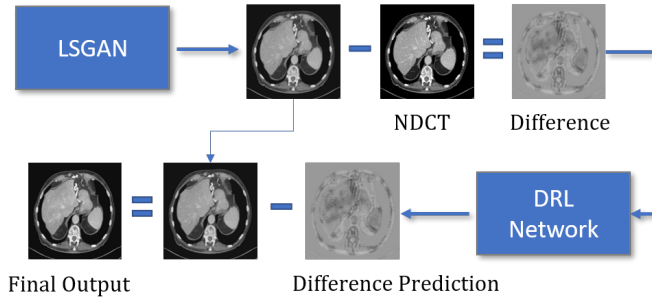 LSGAN
NDCT
Difference
DRL
Network
Final Output
Difference Prediction